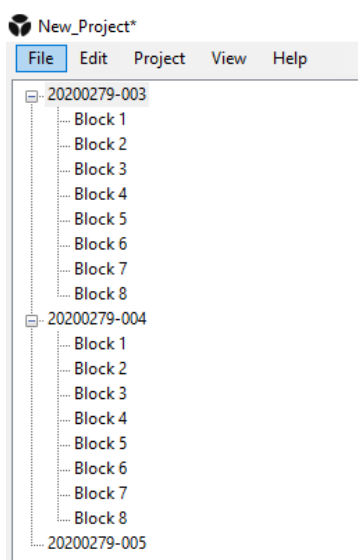 New_Project*
File Edit Project View Help
20200279-003
Block 1
Block 2
Block 3
Block 4
Block 5
Block 6
Block 7
Block 8
20200279-004
Block 1
Block 2
Block 3
Block 4
Block 5
Block 6
Block 7
Block 8
20200279-005